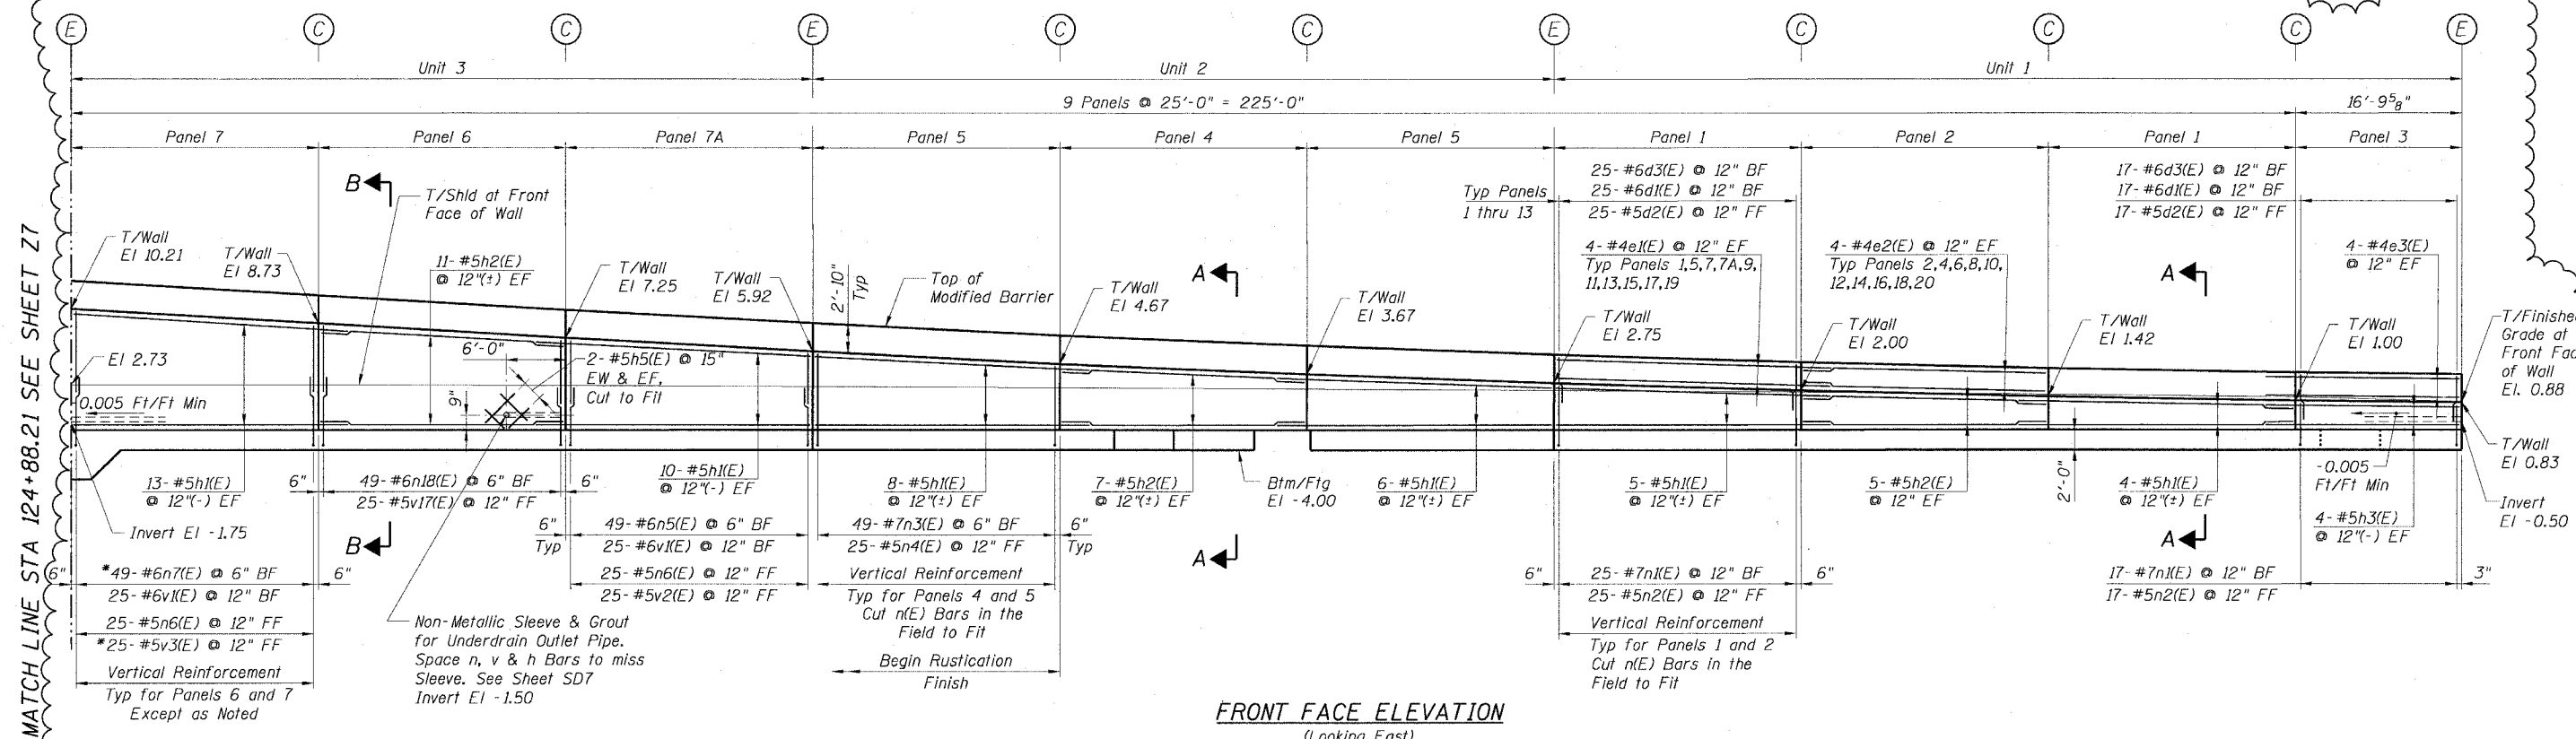 E C C E C C E C C C E
Unit 3 Unit 2 Unit 1
9 Panels @ 25'-0" = 225'-0" 16'-9⅝"
Panel 7 Panel 6 Panel 7A Panel 5 Panel 4 Panel 5 Panel 1 Panel 2 Panel 1 Panel 3
MATCH LINE STA 124+88.21 SEE SHEET Z7
B
T/Shld at Front
Face of Wall
Typ Panels
1 thru 13
25-#6d3(E) @ 12" BF
25-#6d1(E) @ 12" BF
25-#5d2(E) @ 12" FF
17-#6d3(E) @ 12" BF
17-#6d1(E) @ 12" BF
17-#5d2(E) @ 12" FF
T/Wall
El 10.21
T/Wall
El 8.73
11-#5h2(E)
@ 12"(±) EF
T/Wall
El 7.25
T/Wall
El 5.92
2'-10"
Typ
Top of
Modified Barrier
T/Wall
El 4.67
A
T/Wall
El 3.67
4-#4e1(E) @ 12" EF
Typ Panels 1,5,7,7A,9,
11,13,15,17,19
4-#4e2(E) @ 12" EF
Typ Panels 2,4,6,8,10,
12,14,16,18,20
A
4-#4e3(E)
@ 12" EF
T/Wall
El 2.75
T/Wall
El 2.00
T/Wall
El 1.42
T/Wall
El 1.00
T/Finished
Grade at
Front Fac
of Wall
El. 0.88
El 2.73
0.005 Ft/Ft Min
6'-0"
9"
2-#5h5(E) @ 15"
EW & EF,
Cut to Fit
T/Wall
El 0.83
13-#5h1(E)
@ 12"(-) EF
6"
49-#6n18(E) @ 6" BF
25-#5v17(E) @ 12" FF
6"
10-#5h1(E)
@ 12"(-) EF
8-#5h1(E)
@ 12"(±) EF
7-#5h2(E)
@ 12"(±) EF
Btm/Ftg
El -4.00
6-#5h1(E)
@ 12"(±) EF
5-#5h1(E)
@ 12"(±) EF
5-#5h2(E)
@ 12" EF
2'-0"
4-#5h1(E)
@ 12"(±) EF
-0.005
Ft/Ft Min
4-#5h3(E)
@ 12"(-) EF
Invert
El -0.50
Invert El -1.75
B
6"
Typ
49-#6n5(E) @ 6" BF
25-#6v1(E) @ 12" BF
49-#7n3(E) @ 6" BF
25-#5n4(E) @ 12" FF
6"
Typ
A
A
6"
*49-#6n7(E) @ 6" BF
25-#6v1(E) @ 12" BF
6"
25-#5n6(E) @ 12" FF
*25-#5v3(E) @ 12" FF
Vertical Reinforcement
Typ for Panels 6 and 7
Except as Noted
Non-Metallic Sleeve & Grout
for Underdrain Outlet Pipe.
Space n, v & h Bars to miss
Sleeve. See Sheet SD7
Invert El -1.50
25-#5n6(E) @ 12" FF
25-#5v2(E) @ 12" FF
Vertical Reinforcement
Typ for Panels 4 and 5
Cut n(E) Bars in the
Field to Fit
Begin Rustication
Finish
6"
25-#7n1(E) @ 12" BF
25-#5n2(E) @ 12" FF
6"
Vertical Reinforcement
Typ for Panels 1 and 2
Cut n(E) Bars in the
Field to Fit
17-#7n1(E) @ 12" BF
17-#5n2(E) @ 12" FF
3"
FRONT FACE ELEVATION
(Looking East)